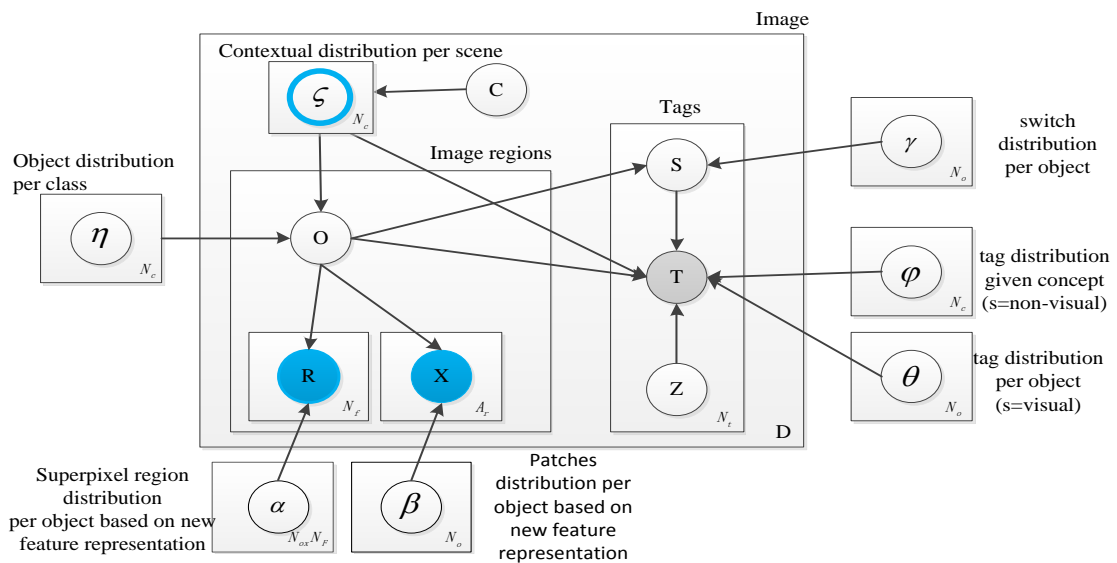 Image
Contextual distribution per scene
ς
N_c
C
Tags
Object distribution
per class
η
N_c
Image regions
O
R
N_f
X
A_r
S
T
Z
N_t
D
γ
N_o
switch
distribution
per object
φ
N_c
tag distribution
given concept
(s=non-visual)
θ
N_o
tag distribution
per object
(s=visual)
Superpixel region
distribution
per object based on new
feature representation
α
N_ox N_F
β
N_o
Patches
distribution per
object based on
new feature
representation